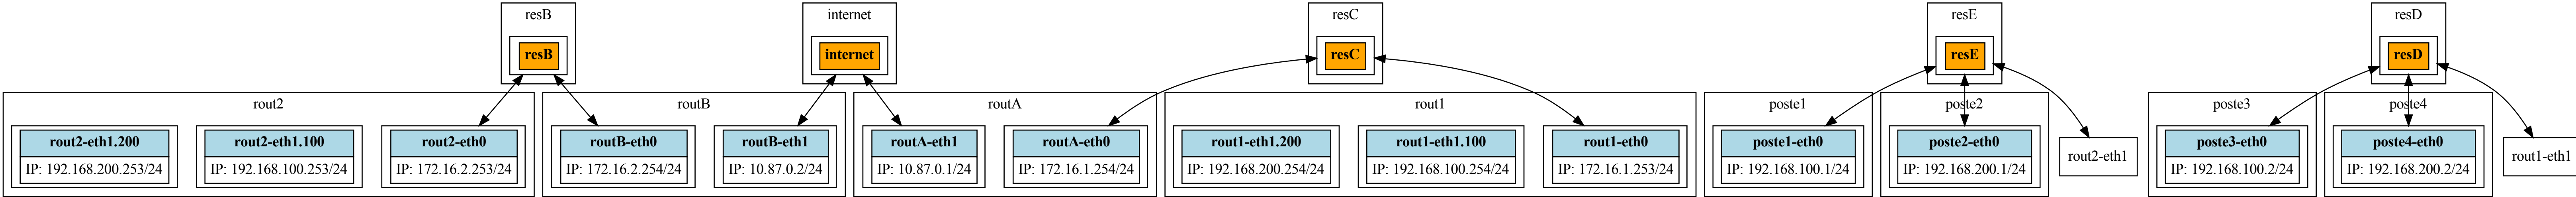 resB
resB
internet
internet
resC
resC
resE
resE
resD
resD
rout2
rout2-eth1.200
IP: 192.168.200.253/24
rout2-eth1.100
IP: 192.168.100.253/24
rout2-eth0
IP: 172.16.2.253/24
routB
routB-eth0
IP: 172.16.2.254/24
routB-eth1
IP: 10.87.0.2/24
routA
routA-eth1
IP: 10.87.0.1/24
routA-eth0
IP: 172.16.1.254/24
rout1
rout1-eth1.200
IP: 192.168.200.254/24
rout1-eth1.100
IP: 192.168.100.254/24
rout1-eth0
IP: 172.16.1.253/24
poste1
poste1-eth0
IP: 192.168.100.1/24
poste2
poste2-eth0
IP: 192.168.200.1/24
rout2-eth1
poste3
poste3-eth0
IP: 192.168.100.2/24
poste4
poste4-eth0
IP: 192.168.200.2/24
rout1-eth1